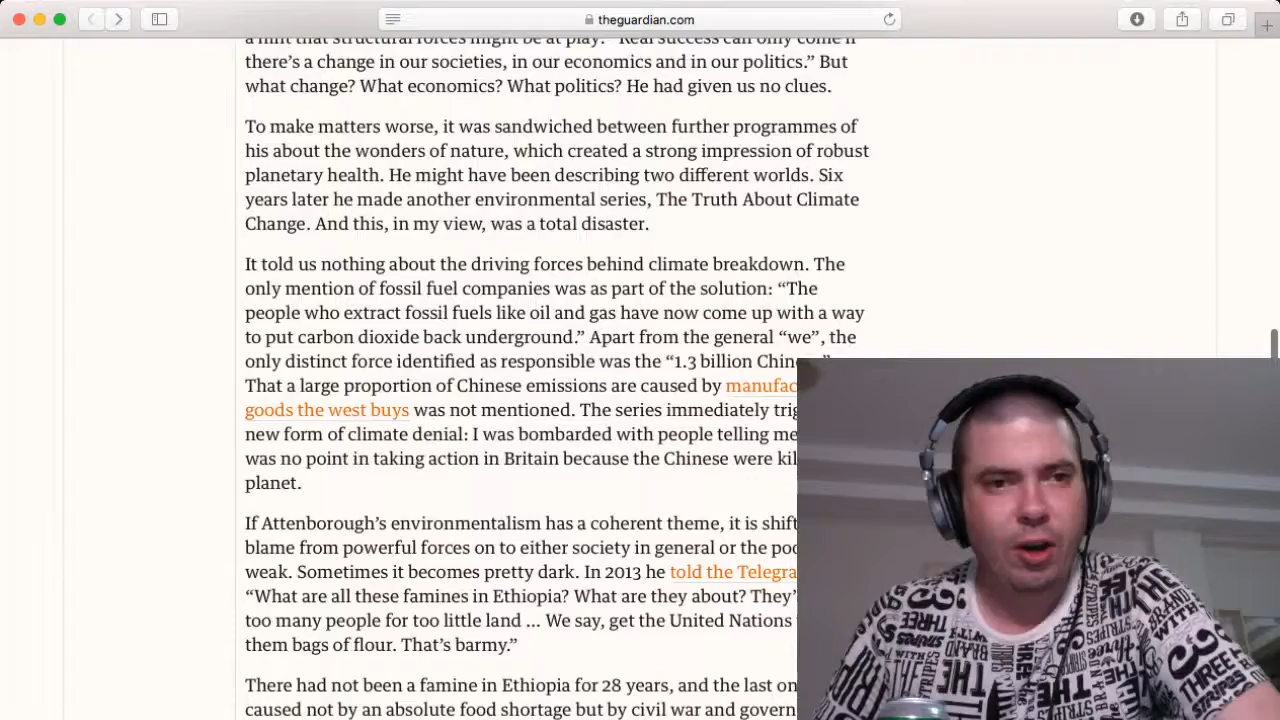 theguardian.com
there's a change in our societies, in our economics and in our politics.” But
what change? What economics? What politics? He had given us no clues.
To make matters worse, it was sandwiched between further programmes of
his about the wonders of nature, which created a strong impression of robust
planetary health. He might have been describing two different worlds. Six
years later he made another environmental series, The Truth About Climate
Change. And this, in my view, was a total disaster.
It told us nothing about the driving forces behind climate breakdown. The
only mention of fossil fuel companies was as part of the solution: “The
people who extract fossil fuels like oil and gas have now come up with a way
to put carbon dioxide back underground.” Apart from the general “we”, the
only distinct force identified as responsible was the “1.3 billion
That a large proportion of Chinese emissions are caused by
goods the west buys was not mentioned. The series immediately
new form of climate denial: I was bombarded with people telling me
was no point in taking action in Britain because the Chinese were
planet.
If Attenborough's environmentalism has a coherent theme, it is
blame from powerful forces on to either society in general or the
weak. Sometimes it becomes pretty dark. In 2013 he told the
“What are all these famines in Ethiopia? What are they about?
too many people for too little land ... We say, get the United Nations
them bags of flour. That's barmy.”
There had not been a famine in Ethiopia for 28 years, and the last
caused not by an absolute food shortage but by civil war and
THE
BRAND
WITH
THREE
STRIPES